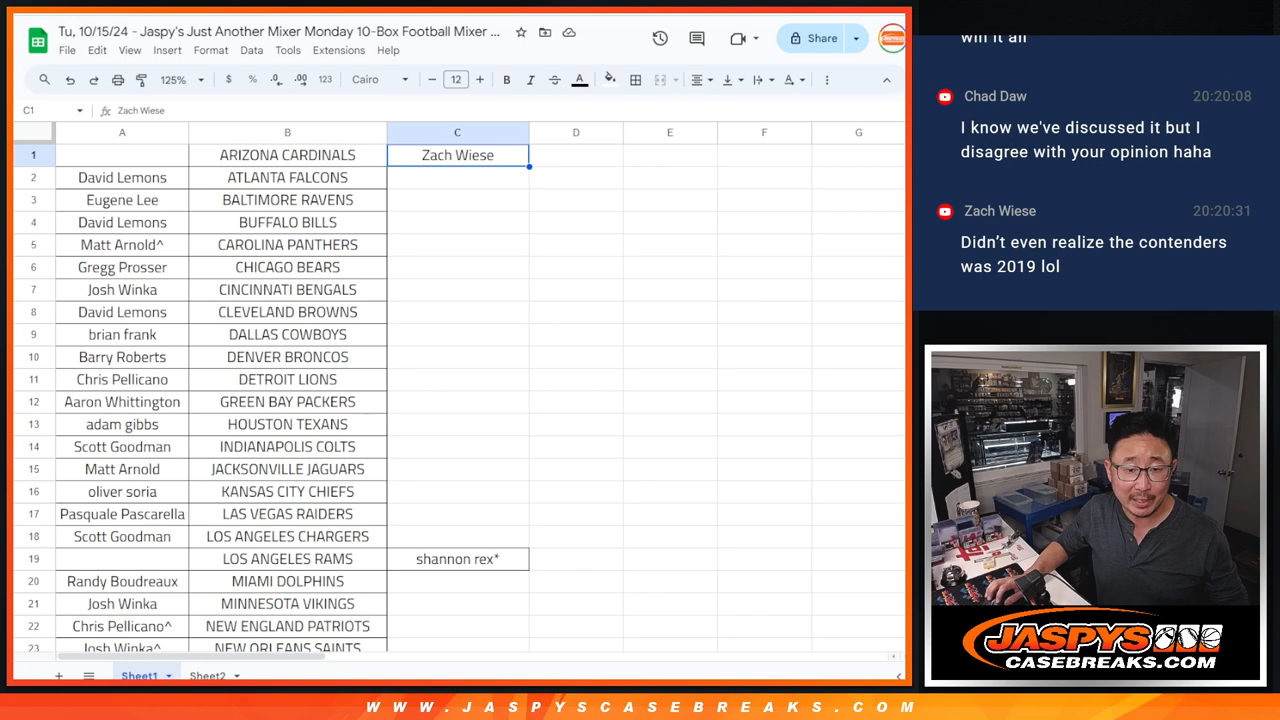 Tu, 10/15/24 - Jaspy's Just Another Mixer Monday 10-Box Football Mixer ...
Share
File Edit View Insert Format Data Tools Extensions Help
125% $ % .0 .00 123 Cairo 12 B I A
C1 Zach Wiese
A B C D E F G
1 ARIZONA CARDINALS Zach Wiese
2 David Lemons ATLANTA FALCONS
3 Eugene Lee BALTIMORE RAVENS
4 David Lemons BUFFALO BILLS
5 Matt Arnold^ CAROLINA PANTHERS
6 Gregg Prosser CHICAGO BEARS
7 Josh Winka CINCINNATI BENGALS
8 David Lemons CLEVELAND BROWNS
9 brian frank DALLAS COWBOYS
10 Barry Roberts DENVER BRONCOS
11 Chris Pellicano DETROIT LIONS
12 Aaron Whittington GREEN BAY PACKERS
13 adam gibbs HOUSTON TEXANS
14 Scott Goodman INDIANAPOLIS COLTS
15 Matt Arnold JACKSONVILLE JAGUARS
16 oliver soria KANSAS CITY CHIEFS
17 Pasquale Pascarella LAS VEGAS RAIDERS
18 Scott Goodman LOS ANGELES CHARGERS
19 LOS ANGELES RAMS shannon rex*
20 Randy Boudreaux MIAMI DOLPHINS
21 Josh Winka MINNESOTA VIKINGS
22 Chris Pellicano^ NEW ENGLAND PATRIOTS
23 Josh Winka^ NEW ORLEANS SAINTS
Sheet1 Sheet2
win it all
Chad Daw 20:20:08
I know we've discussed it but I
disagree with your opinion haha
Zach Wiese 20:20:31
Didn't even realize the contenders
was 2019 lol
JASPYS
CASEBREAKS.COM
WWW.JASPYSCASEBREAKS.COM